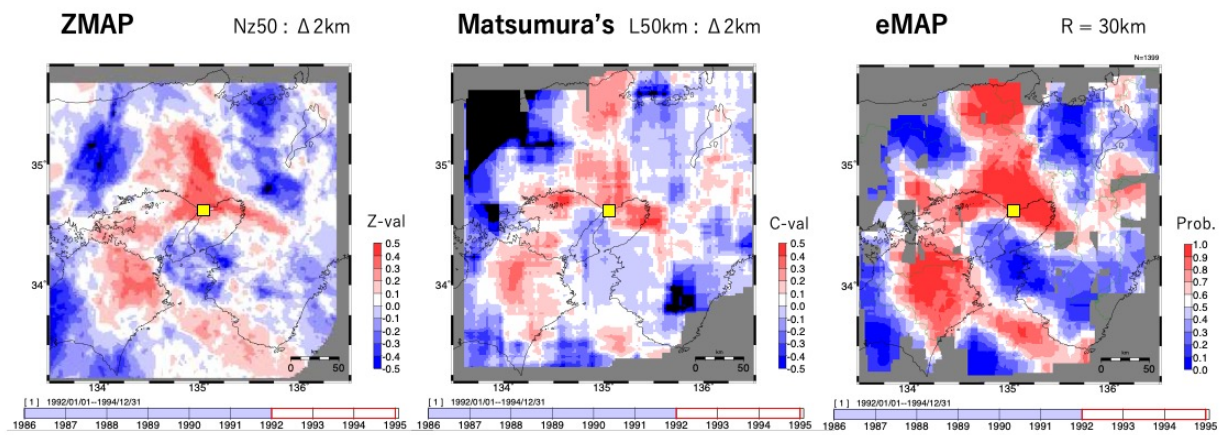 ZMAP Nz50 : Δ 2km
35
34
134 135 136
km
0 50
Z-val
0.5
0.4
0.3
0.2
0.1
0.0
-0.1
-0.2
-0.3
-0.4
-0.5
[ 1 ] 1992/01/01--1994/12/31
1986 1987 1988 1989 1990 1991 1992 1993 1994 1995
Matsumura's L50km : Δ 2km
35
34
134 135 136
km
0 50
C-val
0.5
0.4
0.3
0.2
0.1
0.0
-0.1
-0.2
-0.3
-0.4
-0.5
[ 1 ] 1992/01/01--1994/12/31
1986 1987 1988 1989 1990 1991 1992 1993 1994 1995
eMAP R = 30km
N=1399
35
34
134 135 136
km
0 50
Prob.
1.0
0.9
0.8
0.7
0.6
0.5
0.4
0.3
0.2
0.1
0.0
[ 1 ] 1992/01/01--1994/12/31
1986 1987 1988 1989 1990 1991 1992 1993 1994 1995